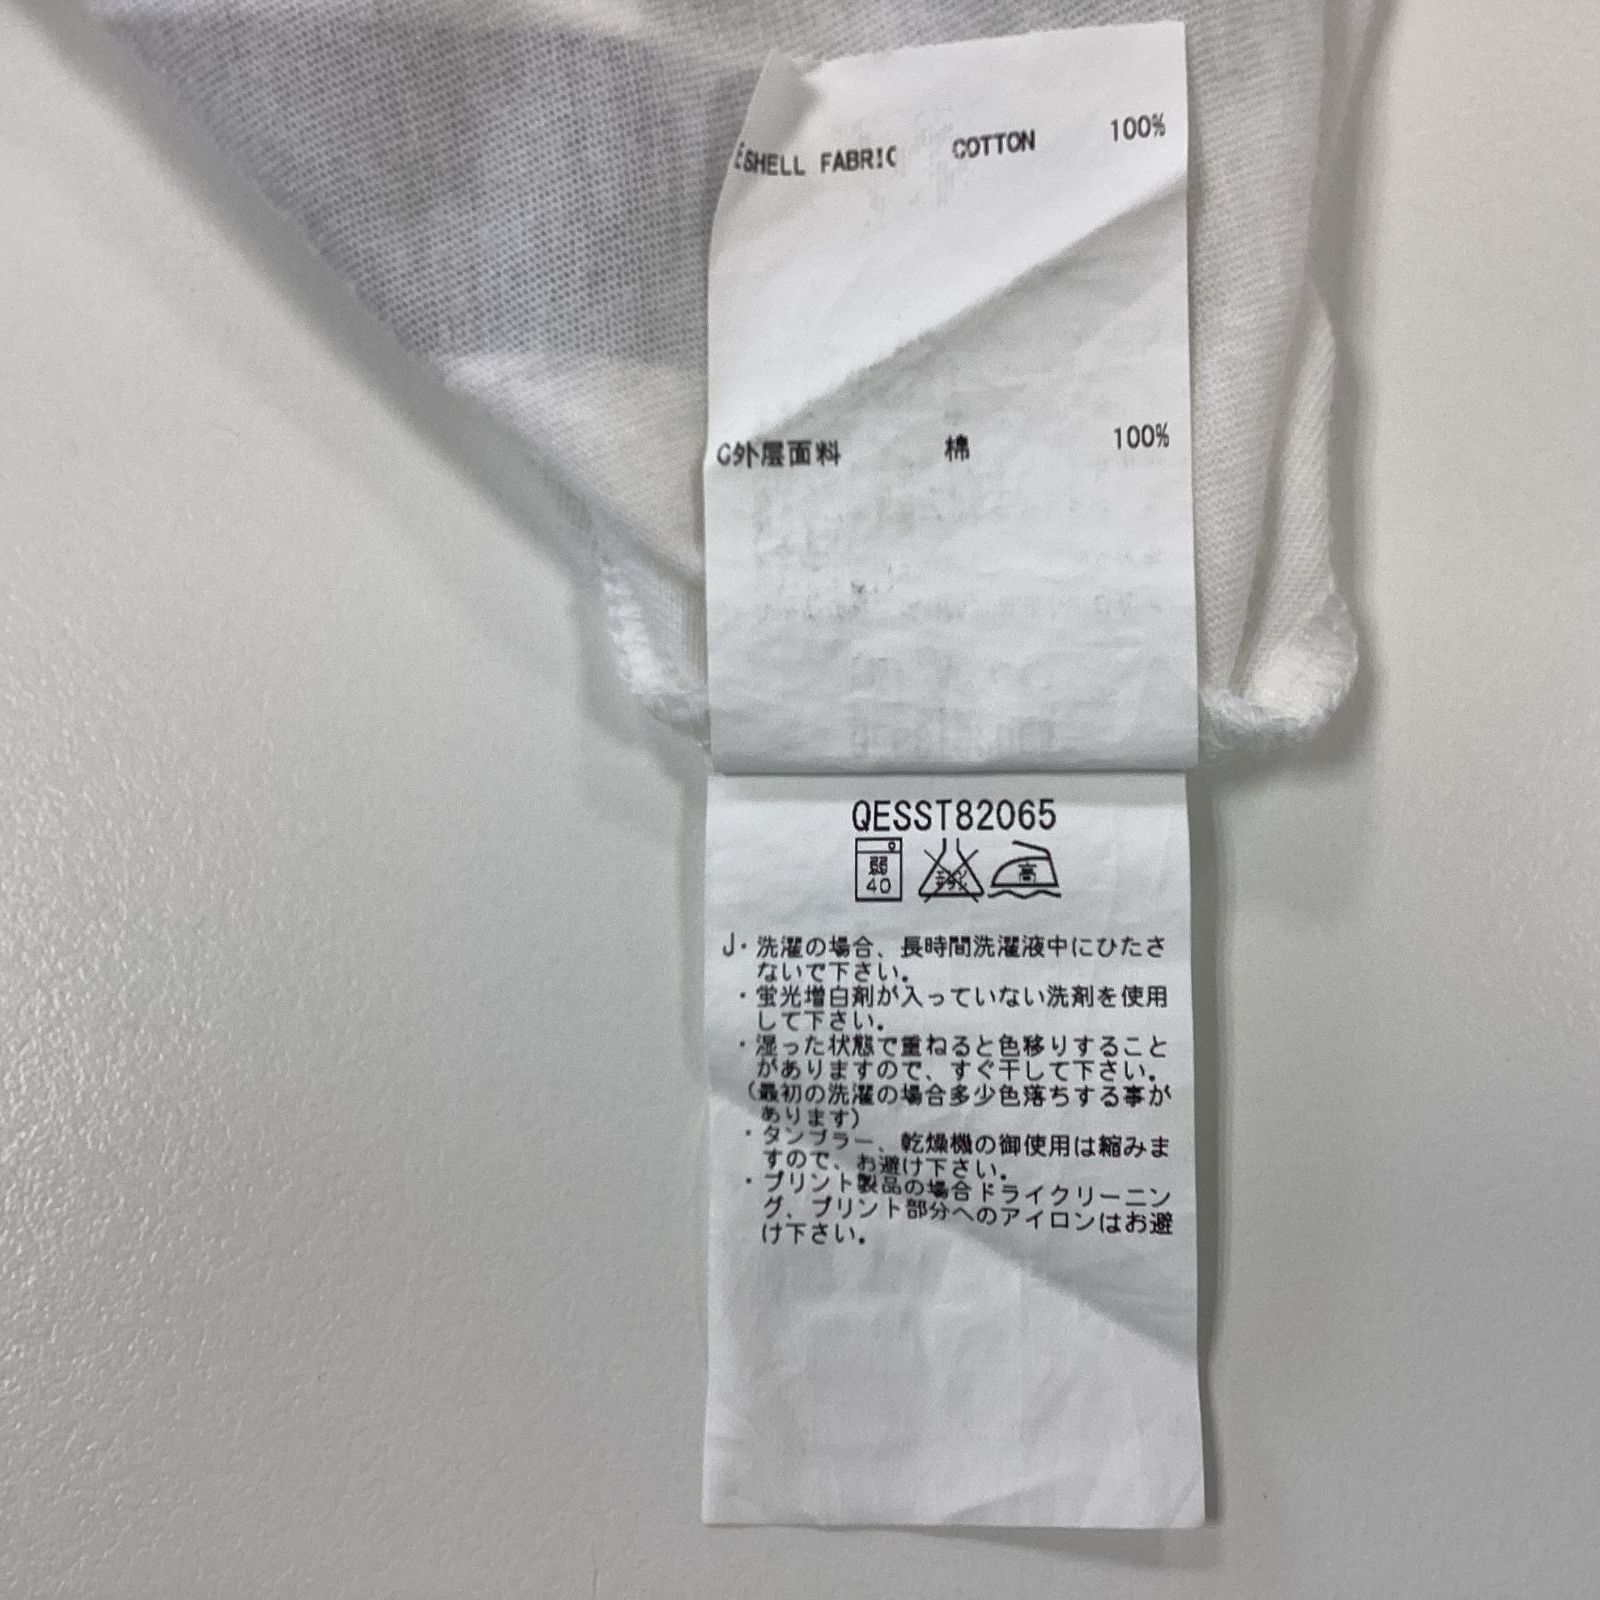 E SHELL FABRIC COTTON 100%
C外层面料 棉 100%
QESST82065
弱
40
高
J・洗濯の場合、長時間洗濯液中にひたさ
ないで下さい。
・蛍光増白剤が入っていない洗剤を使用
して下さい。
・湿った状態で重ねると色移りすること
がありますので、すぐ干して下さい。
(最初の洗濯の場合多少色落ちする事が
あります)
・タンブラー、乾燥機の御使用は縮みま
すので、お避け下さい。
・プリント製品の場合ドライクリーニン
グ、プリント部分へのアイロンはお避
け下さい。